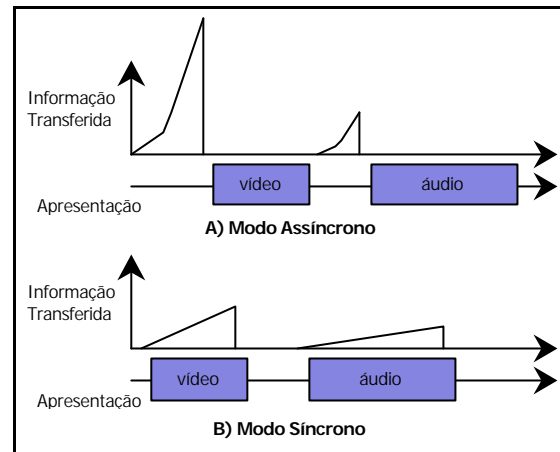 Informação
Transferida
vídeo
áudio
Apresentação
A) Modo Assíncrono
Informação
Transferida
vídeo
áudio
Apresentação
B) Modo Síncrono